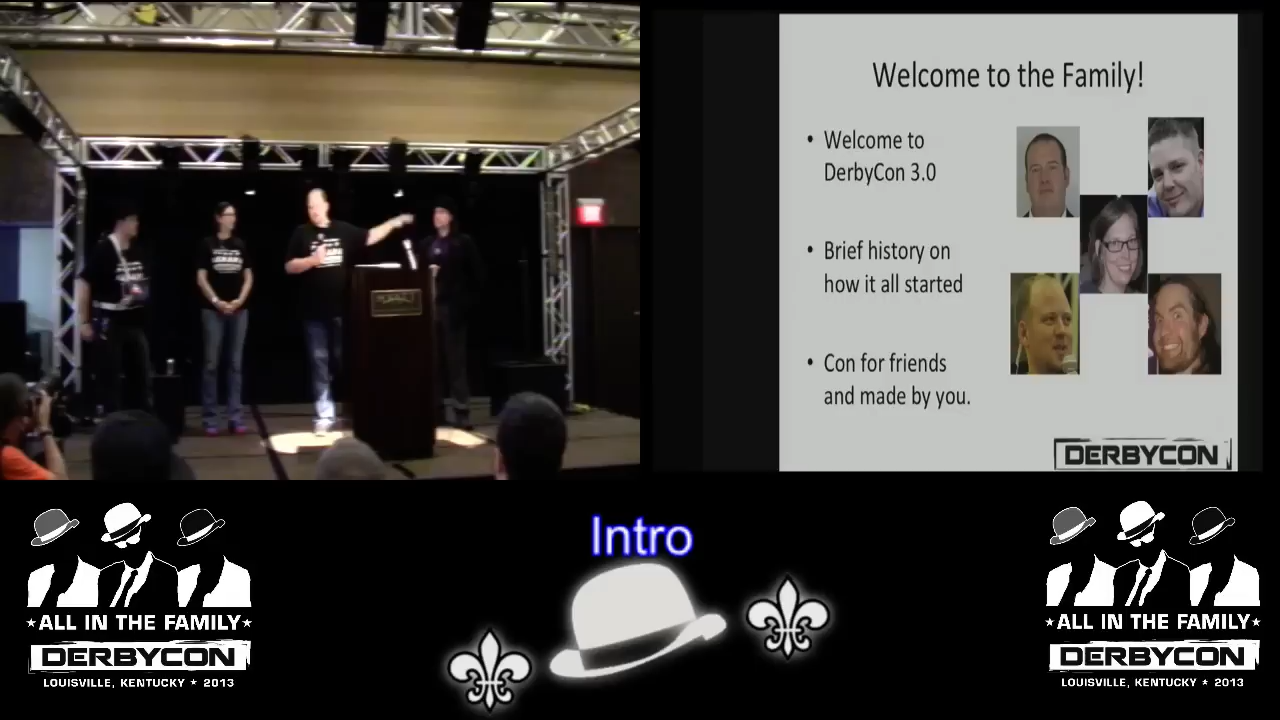 Welcome to the Family!
• Welcome to
DerbyCon 3.0
• Brief history on
how it all started
• Con for friends
and made by you.
DERBYCON
Intro
★ALL IN THE FAMILY★
DERBYCON
LOUISVILLE, KENTUCKY ★ 2013
★ALL IN THE FAMILY★
DERBYCON
LOUISVILLE, KENTUCKY ★ 2013